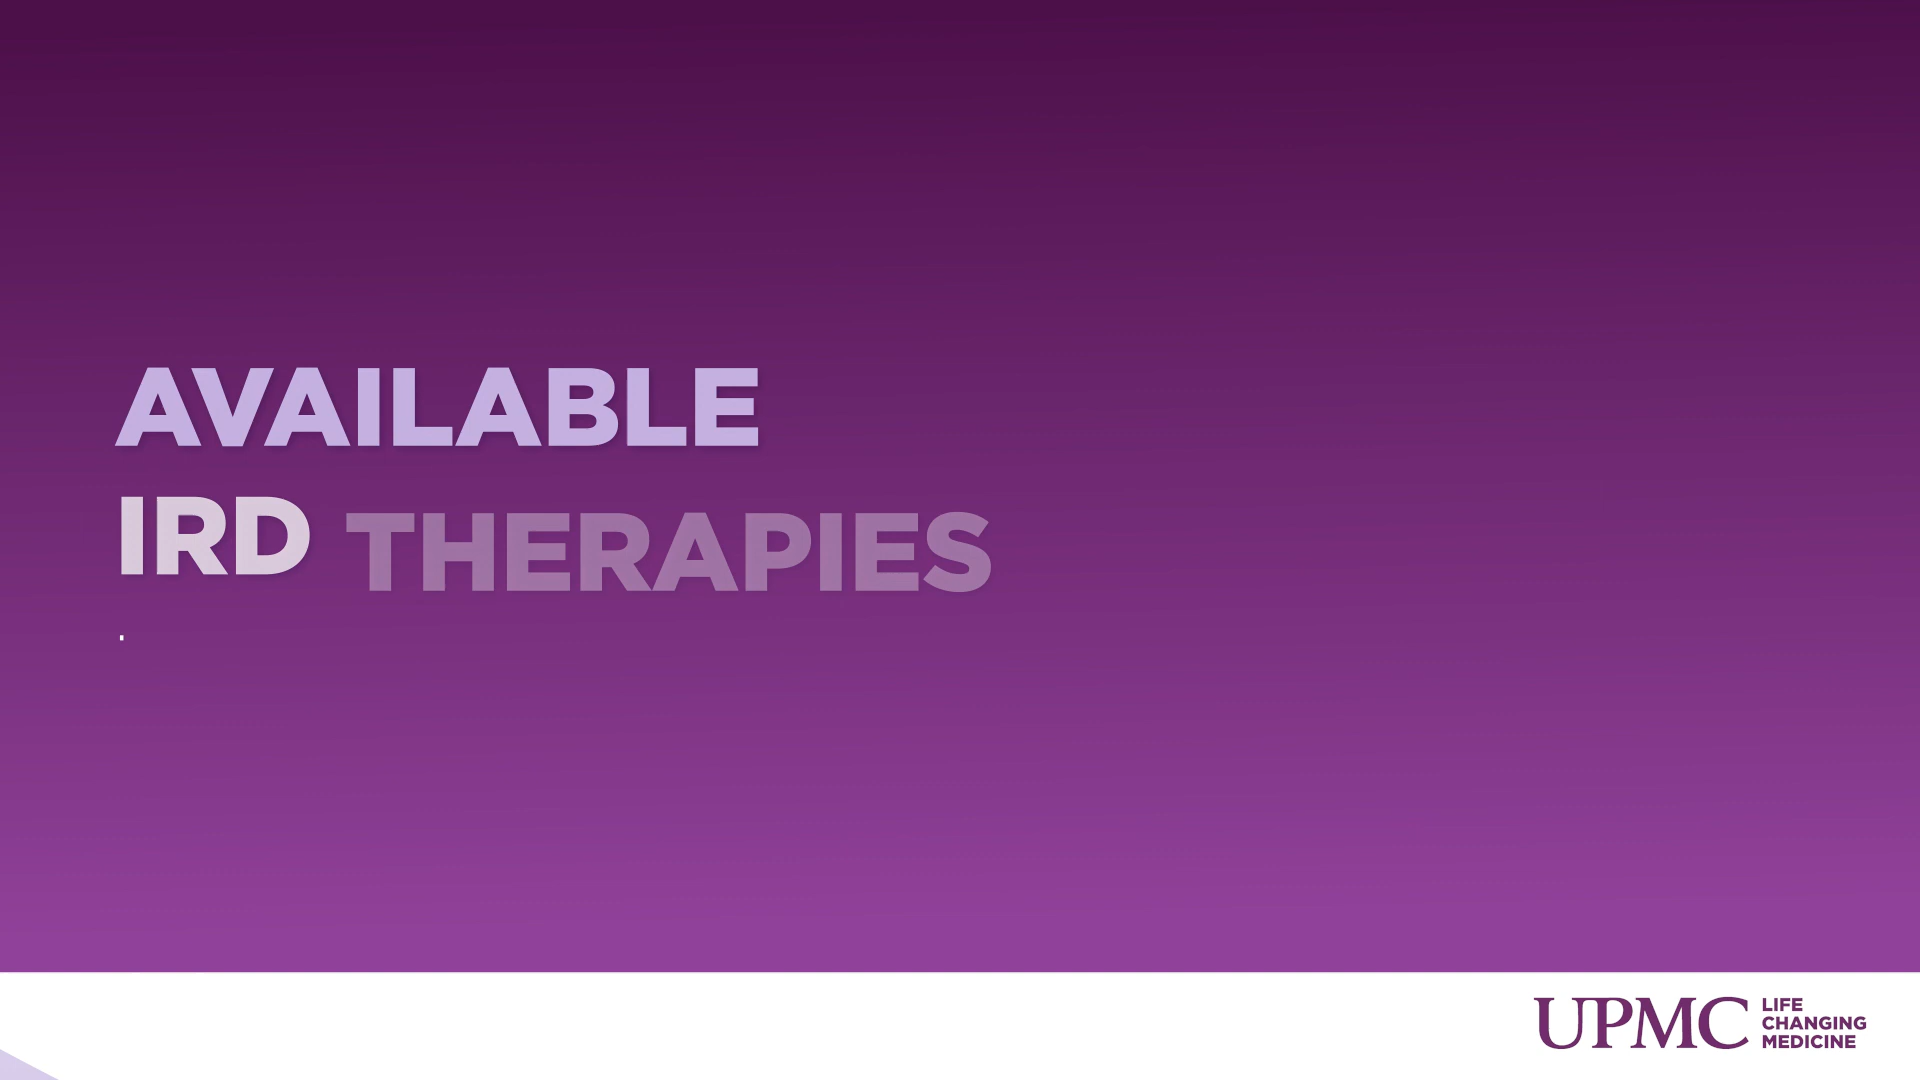 AVAILABLE
IRD THERAPIES
UPMC
LIFE
CHANGING
MEDICINE